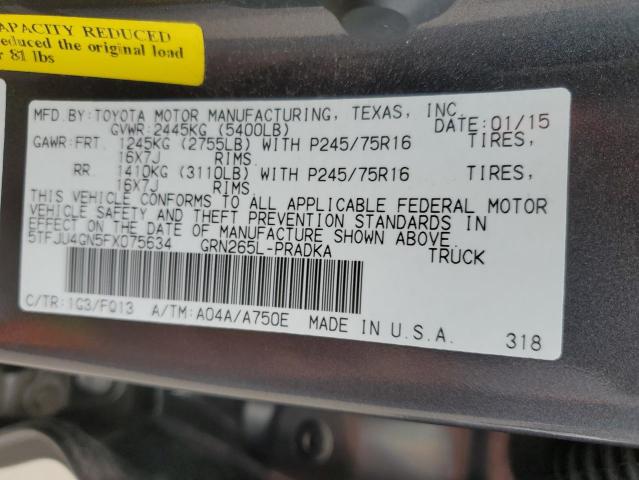 APACITY REDUCED
educed the original load
r 81 lbs
MFD.BY:TOYOTA MOTOR MANUFACTURING, TEXAS, INC.
GVWR:2445KG (5400LB) DATE:01/15
GAWR:FRT. 1245KG (2755LB) WITH P245/75R16 TIRES,
16X7J RIMS.
RR. 1410KG (3110LB) WITH P245/75R16 TIRES,
16X7J RIMS.
THIS VEHICLE CONFORMS TO ALL APPLICABLE FEDERAL MOTOR
VEHICLE SAFETY AND THEFT PREVENTION STANDARDS IN
EFFECT ON THE DATE OF MANUFACTURE SHOWN ABOVE.
5TFJU4GN5FX075634 GRN265L-PRADKA TRUCK
C/TR:1G3/FQ13 A/TM:A04A/A750E MADE IN U.S.A. 318